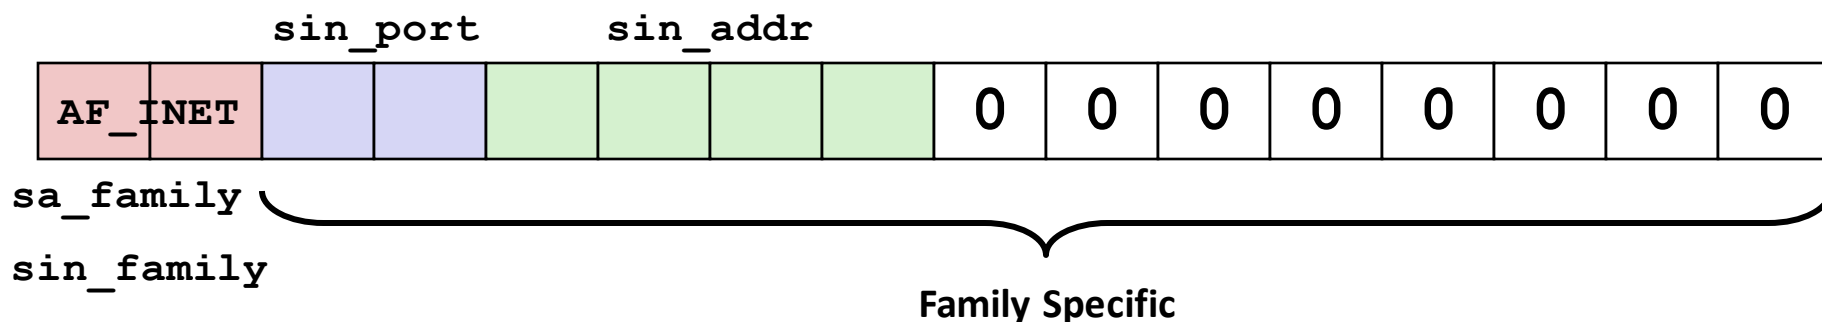 sin_port sin_addr
AF_INET 0 0 0 0 0 0 0 0
sa_family
sin_family
Family Specific